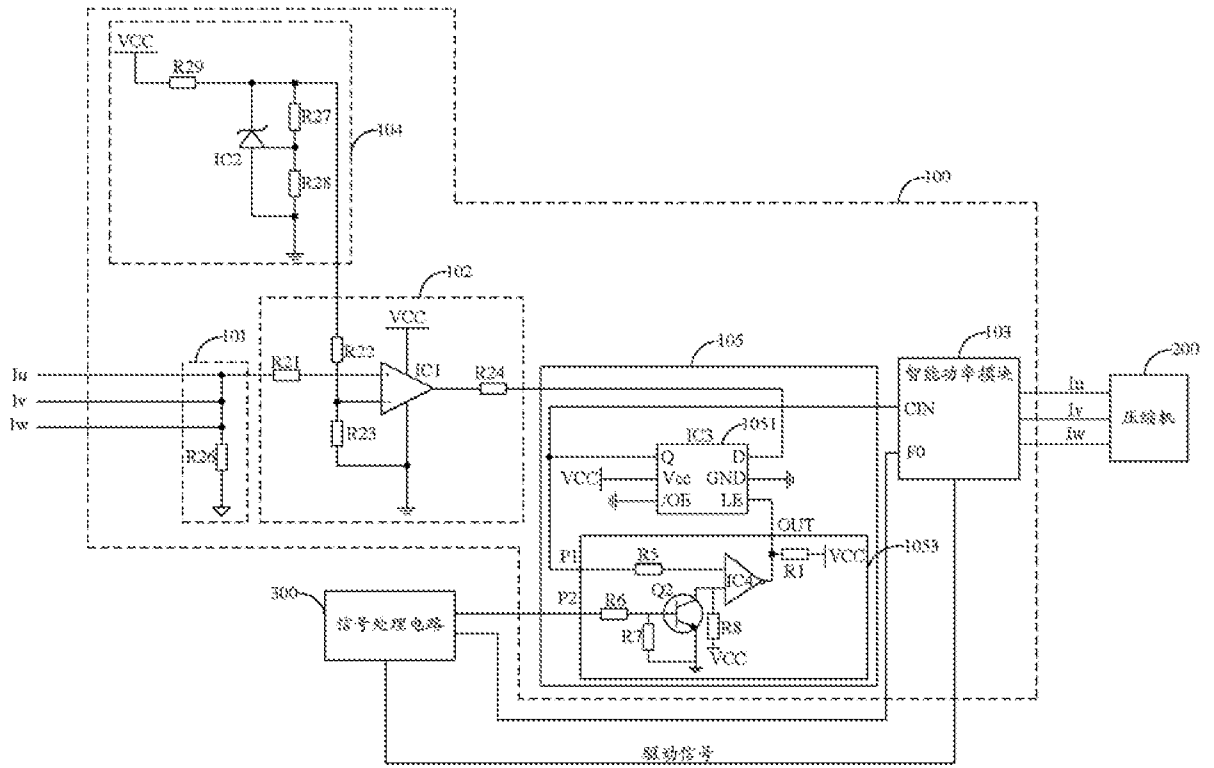 VCC
R29
R27
104
IC2
R28
100
102
VCC
101
R22
R21
IC1
R24
105
103
200
智能功率模块
Iu
Iu
Iv
CIN
Iv
压缩机
Iw
R23
1051
Iw
R26
IC3
F0
Q
D
VCC
Vcc
GND
/OE
LE
OUT
P1
R5
R1
VCC
1053
IC4
300
P2
R6
Q2
信号处理电路
R7
R8
VCC
驱动信号